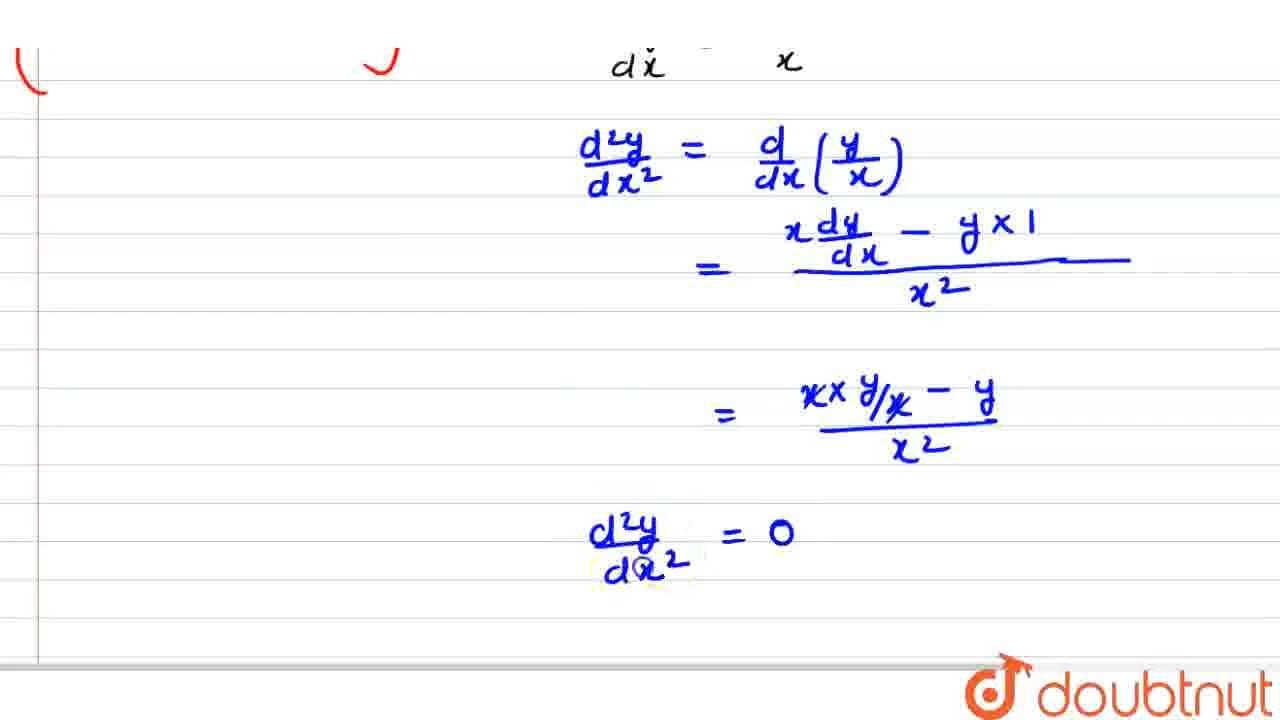 dx x
d²y/dx² = d/dx (y/x)
= (x dy/dx - y × 1)/x²
= (x × y/x - y)/x²
d²y/dx² = 0
doubtnut